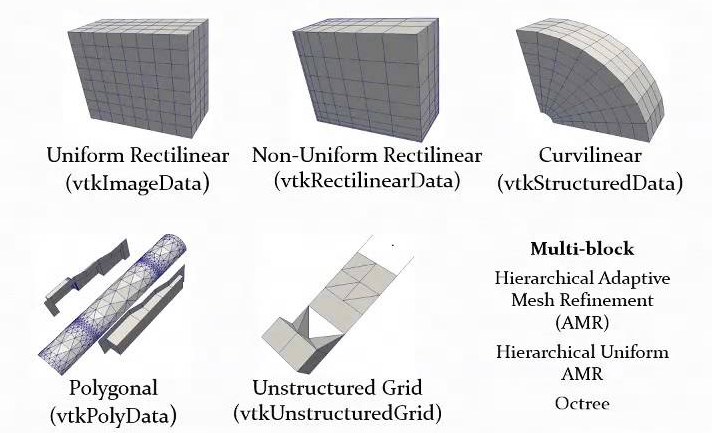 Uniform Rectilinear
(vtkImageData)
Non-Uniform Rectilinear
(vtkRectilinearData)
Curvilinear
(vtkStructuredData)
Polygonal
(vtkPolyData)
Unstructured Grid
(vtkUnstructuredGrid)
Multi-block
Hierarchical Adaptive
Mesh Refinement
(AMR)
Hierarchical Uniform
AMR
Octree